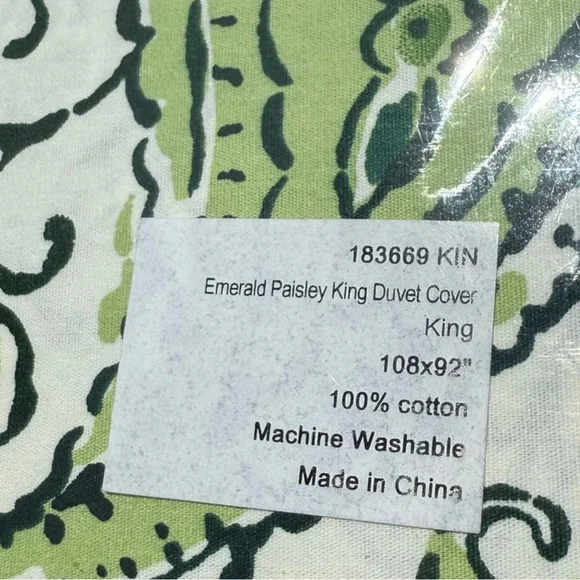 183669 KIN
Emerald Paisley King Duvet Cover
King
108x92"
100% cotton
Machine Washable
Made in China